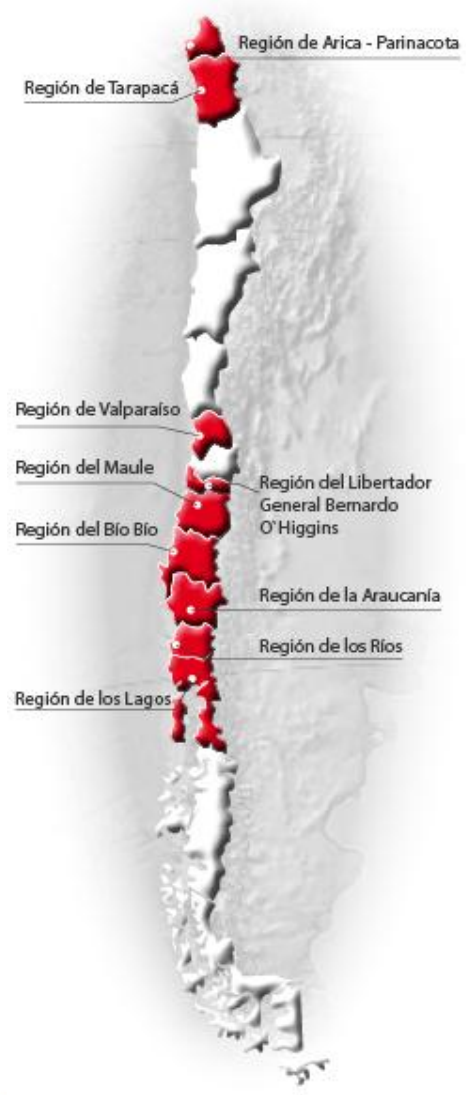 Región de Arica - Parinacota
Región de Tarapacá
Región de Valparaíso
Región del Maule
Región del Libertador
General Bernardo
O`Higgins
Región del Bío Bío
Región de la Araucanía
Región de los Ríos
Región de los Lagos